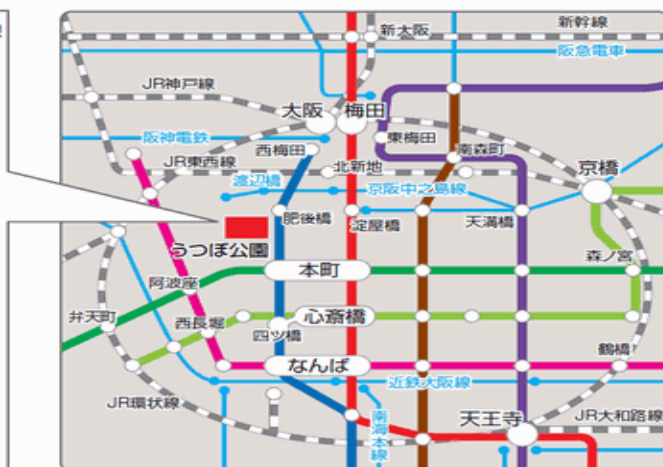 新幹線
新大阪
阪急電車
JR神戸線
大阪 梅田
阪神電鉄
東梅田
西梅田
南森町
JR東西線
北新地
京橋
渡辺橋
京阪中之島線
肥後橋
淀屋橋
天満橋
うつぼ公園
森ノ宮
本町
阿波座
弁天町
西長堀
心斎橋
四ツ橋
鶴橋
なんば
近鉄大阪線
JR環状線
南海本線
天王寺
JR大和路線